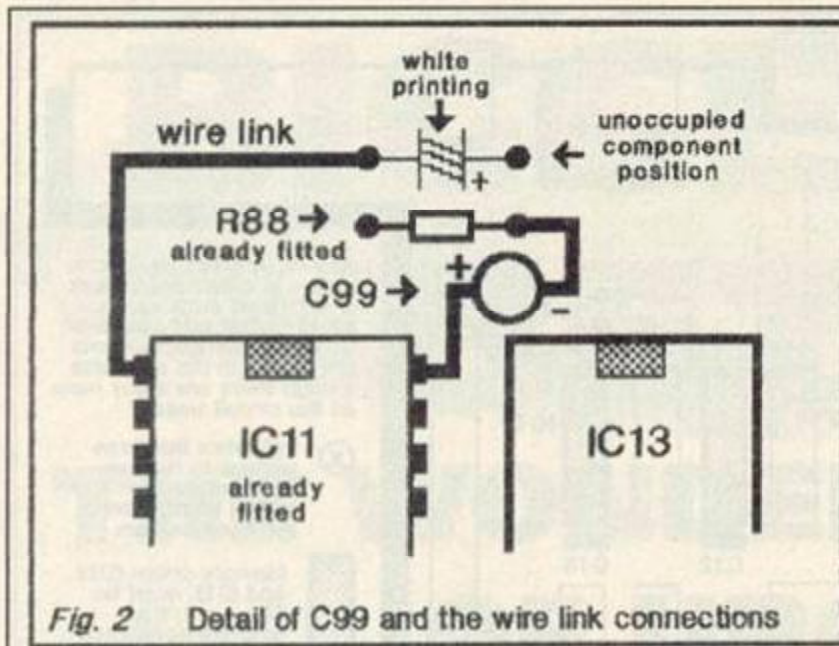 white
printing
wire link
unoccupied
component
position
+
R88
already fitted
C99
+
-
IC11
already
fitted
IC13
Fig. 2 Detail of C99 and the wire link connections